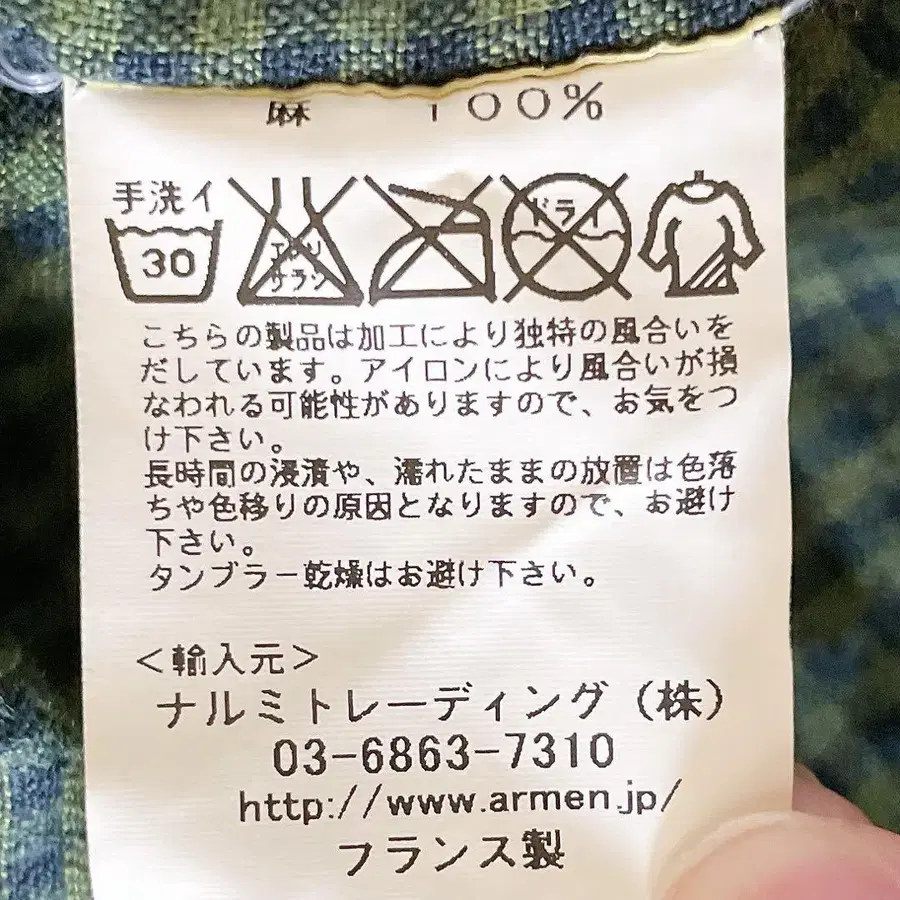 麻 100%
手洗イ
30
エンソ
サラシ
ドライ
こちらの製品は加工により独特の風合いを
だしています。アイロンにより風合いが損
なわれる可能性がありますので、お気をつ
け下さい。
長時間の浸漬や、濡れたままの放置は色落
ちや色移りの原因となりますので、お避け
下さい。
タンブラー乾燥はお避け下さい。
<輸入元>
ナルミトレーディング(株)
03-6863-7310
http://www.armen.jp/
フランス製